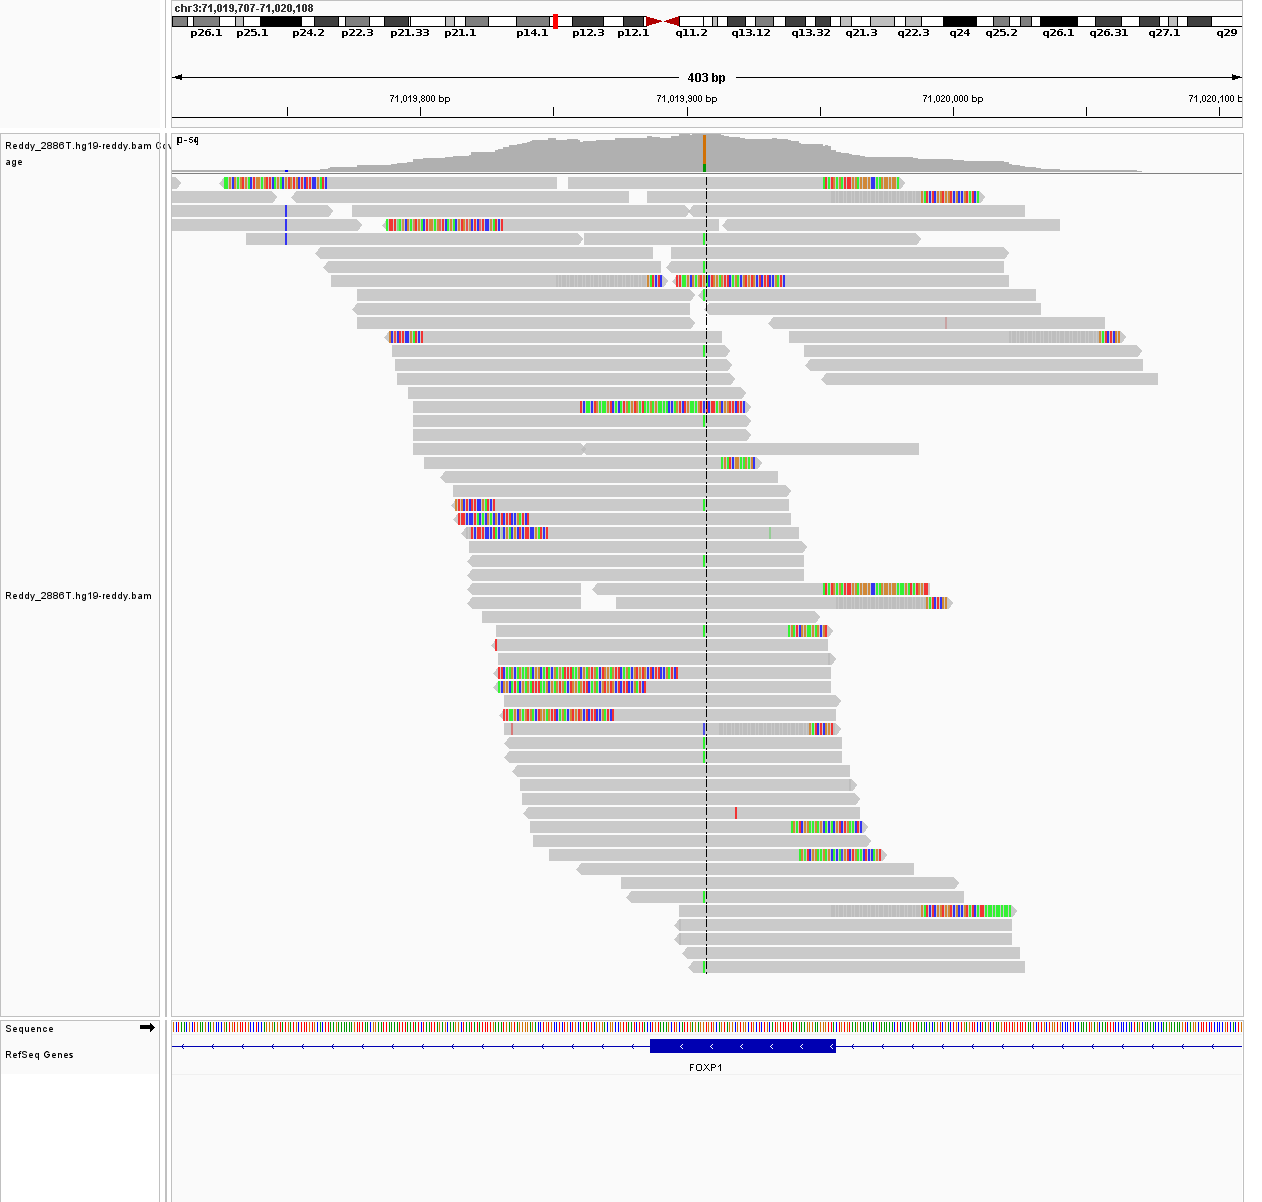 chr3:71,019,707-71,020,108
p26.1 p25.1 p24.2 p22.3 p21.33 p21.1 p14.1 p12.3 p12.1 q11.2 q13.12 q13.32 q21.3 q22.3 q24 q25.2 q26.1 q26.31 q27.1 q29
403 bp
71,019,800 bp 71,019,900 bp 71,020,000 bp 71,020,100 b
Reddy_2886T.hg19-reddy.bam Cov
age
[0-54]
Reddy_2886T.hg19-reddy.bam
Sequence
RefSeq Genes
FOXP1